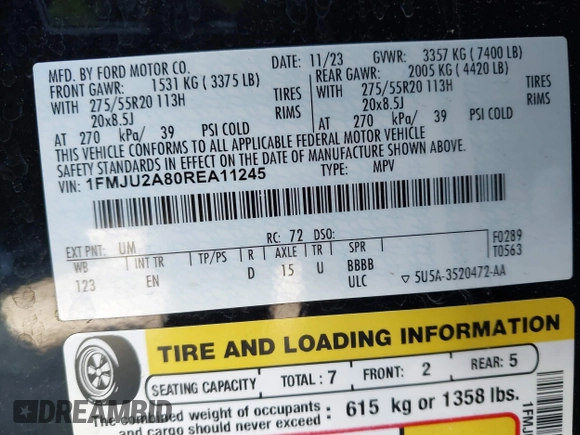 MFD. BY FORD MOTOR CO.
DATE: 11/23 GVWR: 3357 KG (7400 LB)
FRONT GAWR: 1531 KG (3375 LB) REAR GAWR: 2005 KG (4420 LB)
WITH 275/55R20 113H TIRES WITH 275/55R20 113H TIRES
20x8.5J RIMS 20x8.5J RIMS
AT 270 kPa/ 39 PSI COLD AT 270 kPa/ 39 PSI COLD
THIS VEHICLE CONFORMS TO ALL APPLICABLE FEDERAL MOTOR VEHICLE
SAFETY STANDARDS IN EFFECT ON THE DATE OF MANUFACTURE SHOWN ABOVE.
VIN: 1FMJU2A80REA11245 TYPE: MPV
EXT PNT: UM RC: 72 DSO: F0289
WB INT TR TP/PS R AXLE TR SPR T0563
123 EN D 15 U BBBB
ULC ▽ 5U5A-3520472-AA
TIRE AND LOADING INFORMATION
SEATING CAPACITY TOTAL: 7 FRONT: 2 REAR: 5
The combined weight of occupants
and cargo should never exceed : 615 kg or 1358 lbs.
1FMJU
DREAMBID